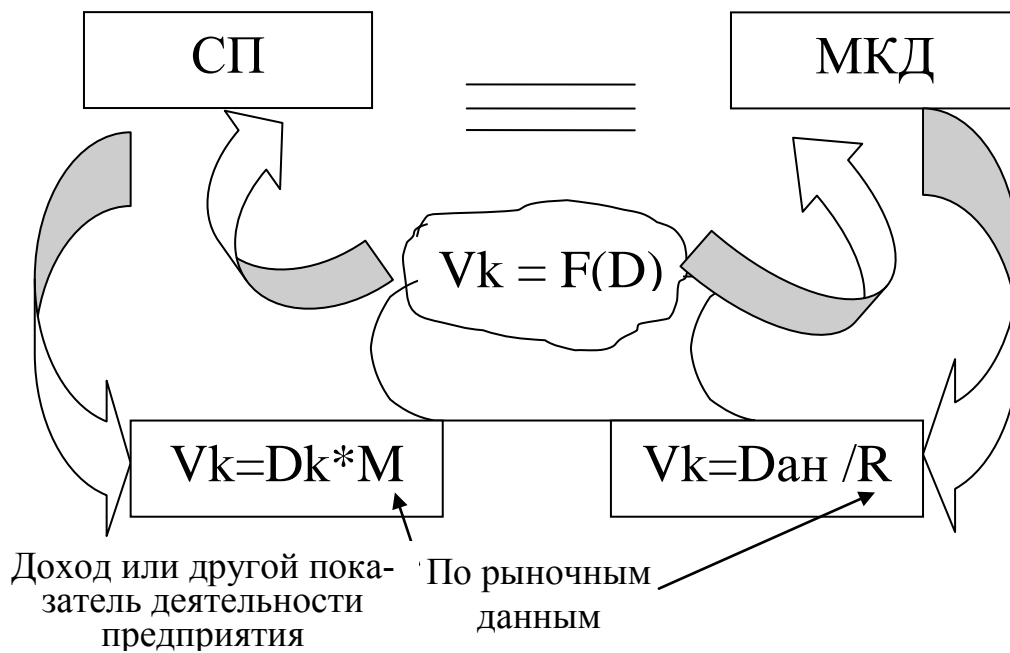 СП
МКД
Vk = F(D)
Vk=Dk*M
Vk=Dан /R
Доход или другой пока-
затель деятельности
предприятия
По рыночным
данным